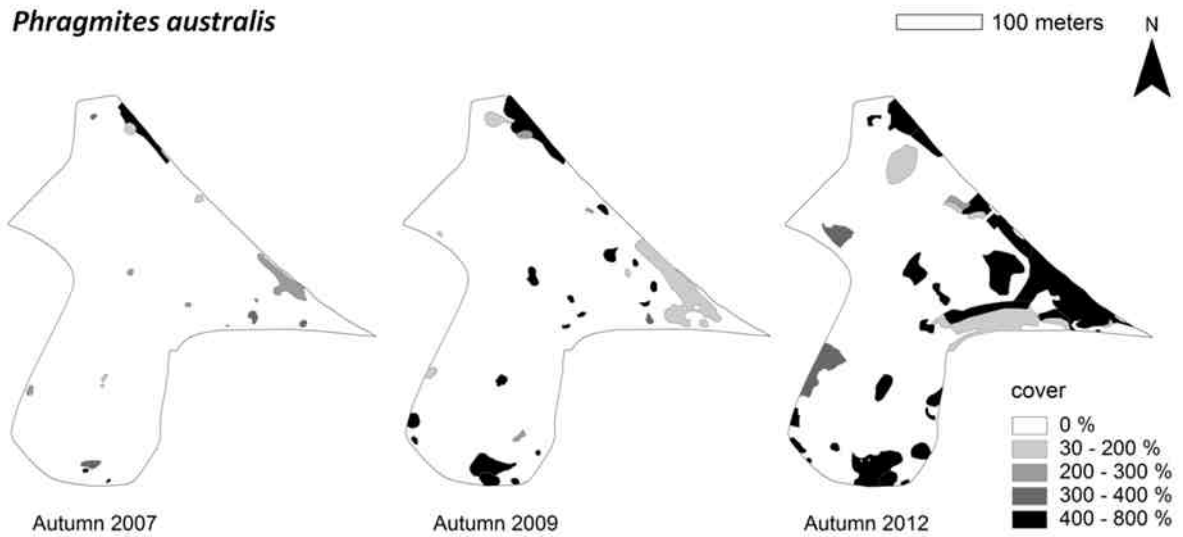 Phragmites australis
100 meters
N
cover
0 %
30 - 200 %
200 - 300 %
300 - 400 %
400 - 800 %
Autumn 2007
Autumn 2009
Autumn 2012